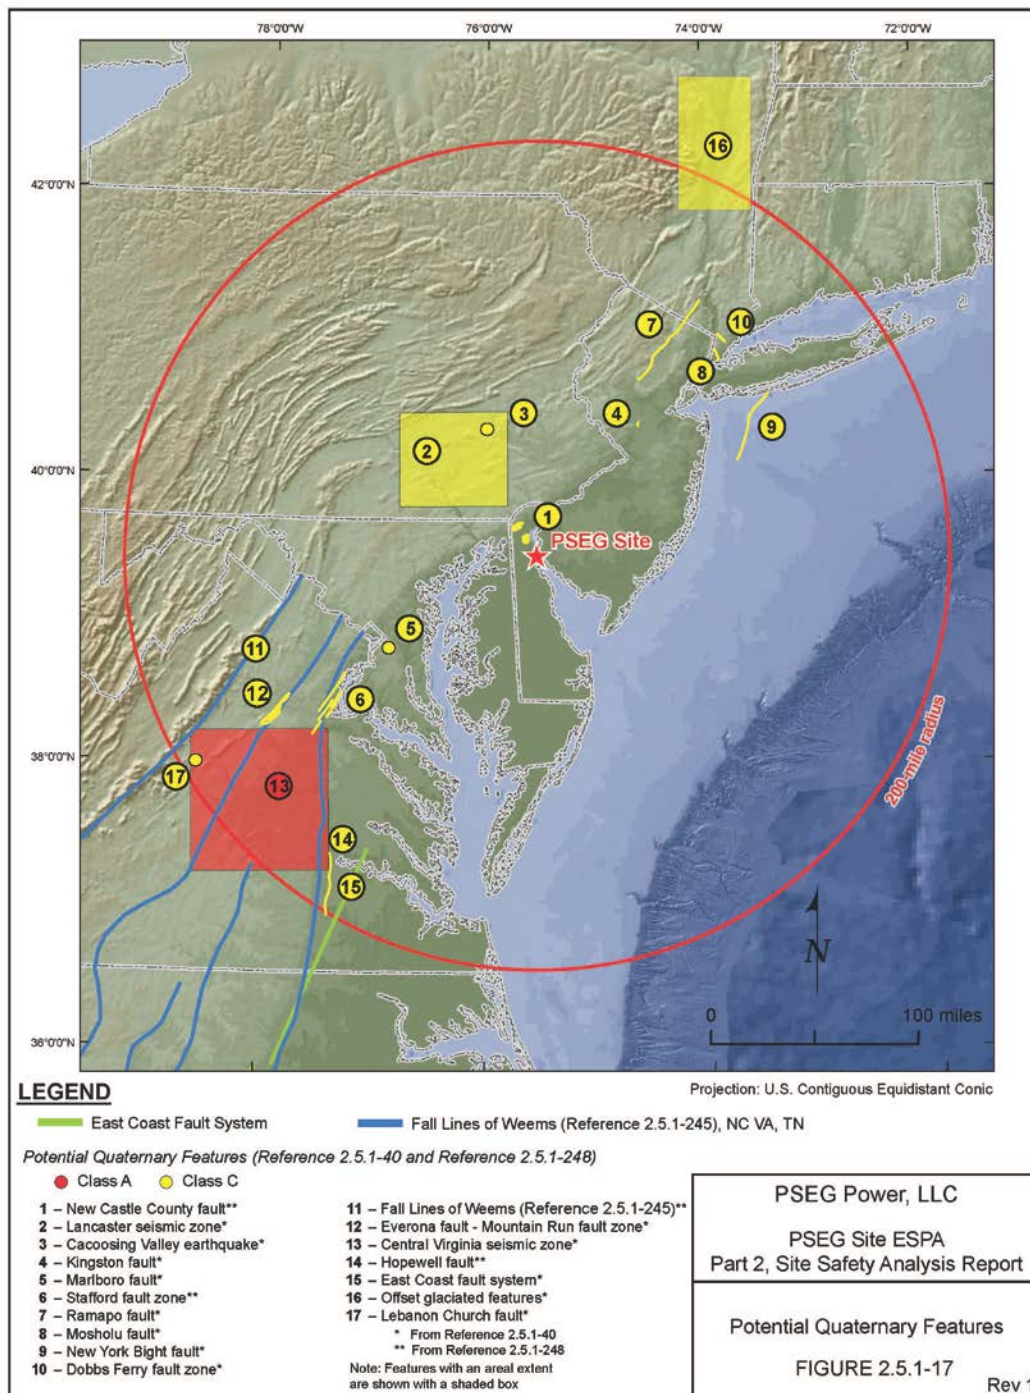 78°0'0"W
76°0'0"W
74°0'0"W
72°0'0"W
42°0'0"N
40°0'0"N
38°0'0"N
36°0'0"N
16
7
10
8
3
4
9
2
1
PSEG Site
5
11
12
6
17
13
14
15
200-mile radius
N
0
100 miles
LEGEND
Projection: U.S. Contiguous Equidistant Conic
East Coast Fault System
Fall Lines of Weems (Reference 2.5.1-245), NC VA, TN
Potential Quaternary Features (Reference 2.5.1-40 and Reference 2.5.1-248)
Class A
Class C
1 – New Castle County fault**
2 – Lancaster seismic zone*
3 – Cacoosing Valley earthquake*
4 – Kingston fault*
5 – Marlboro fault*
6 – Stafford fault zone**
7 – Ramapo fault*
8 – Mosholu fault*
9 – New York Bight fault*
10 – Dobbs Ferry fault zone*
11 – Fall Lines of Weems (Reference 2.5.1-245)**
12 – Everona fault - Mountain Run fault zone*
13 – Central Virginia seismic zone*
14 – Hopewell fault**
15 – East Coast fault system*
16 – Offset glaciated features*
17 – Lebanon Church fault*
* From Reference 2.5.1-40
** From Reference 2.5.1-248
Note: Features with an areal extent
are shown with a shaded box
PSEG Power, LLC
PSEG Site ESPA
Part 2, Site Safety Analysis Report
Potential Quaternary Features
FIGURE 2.5.1-17
Rev 1